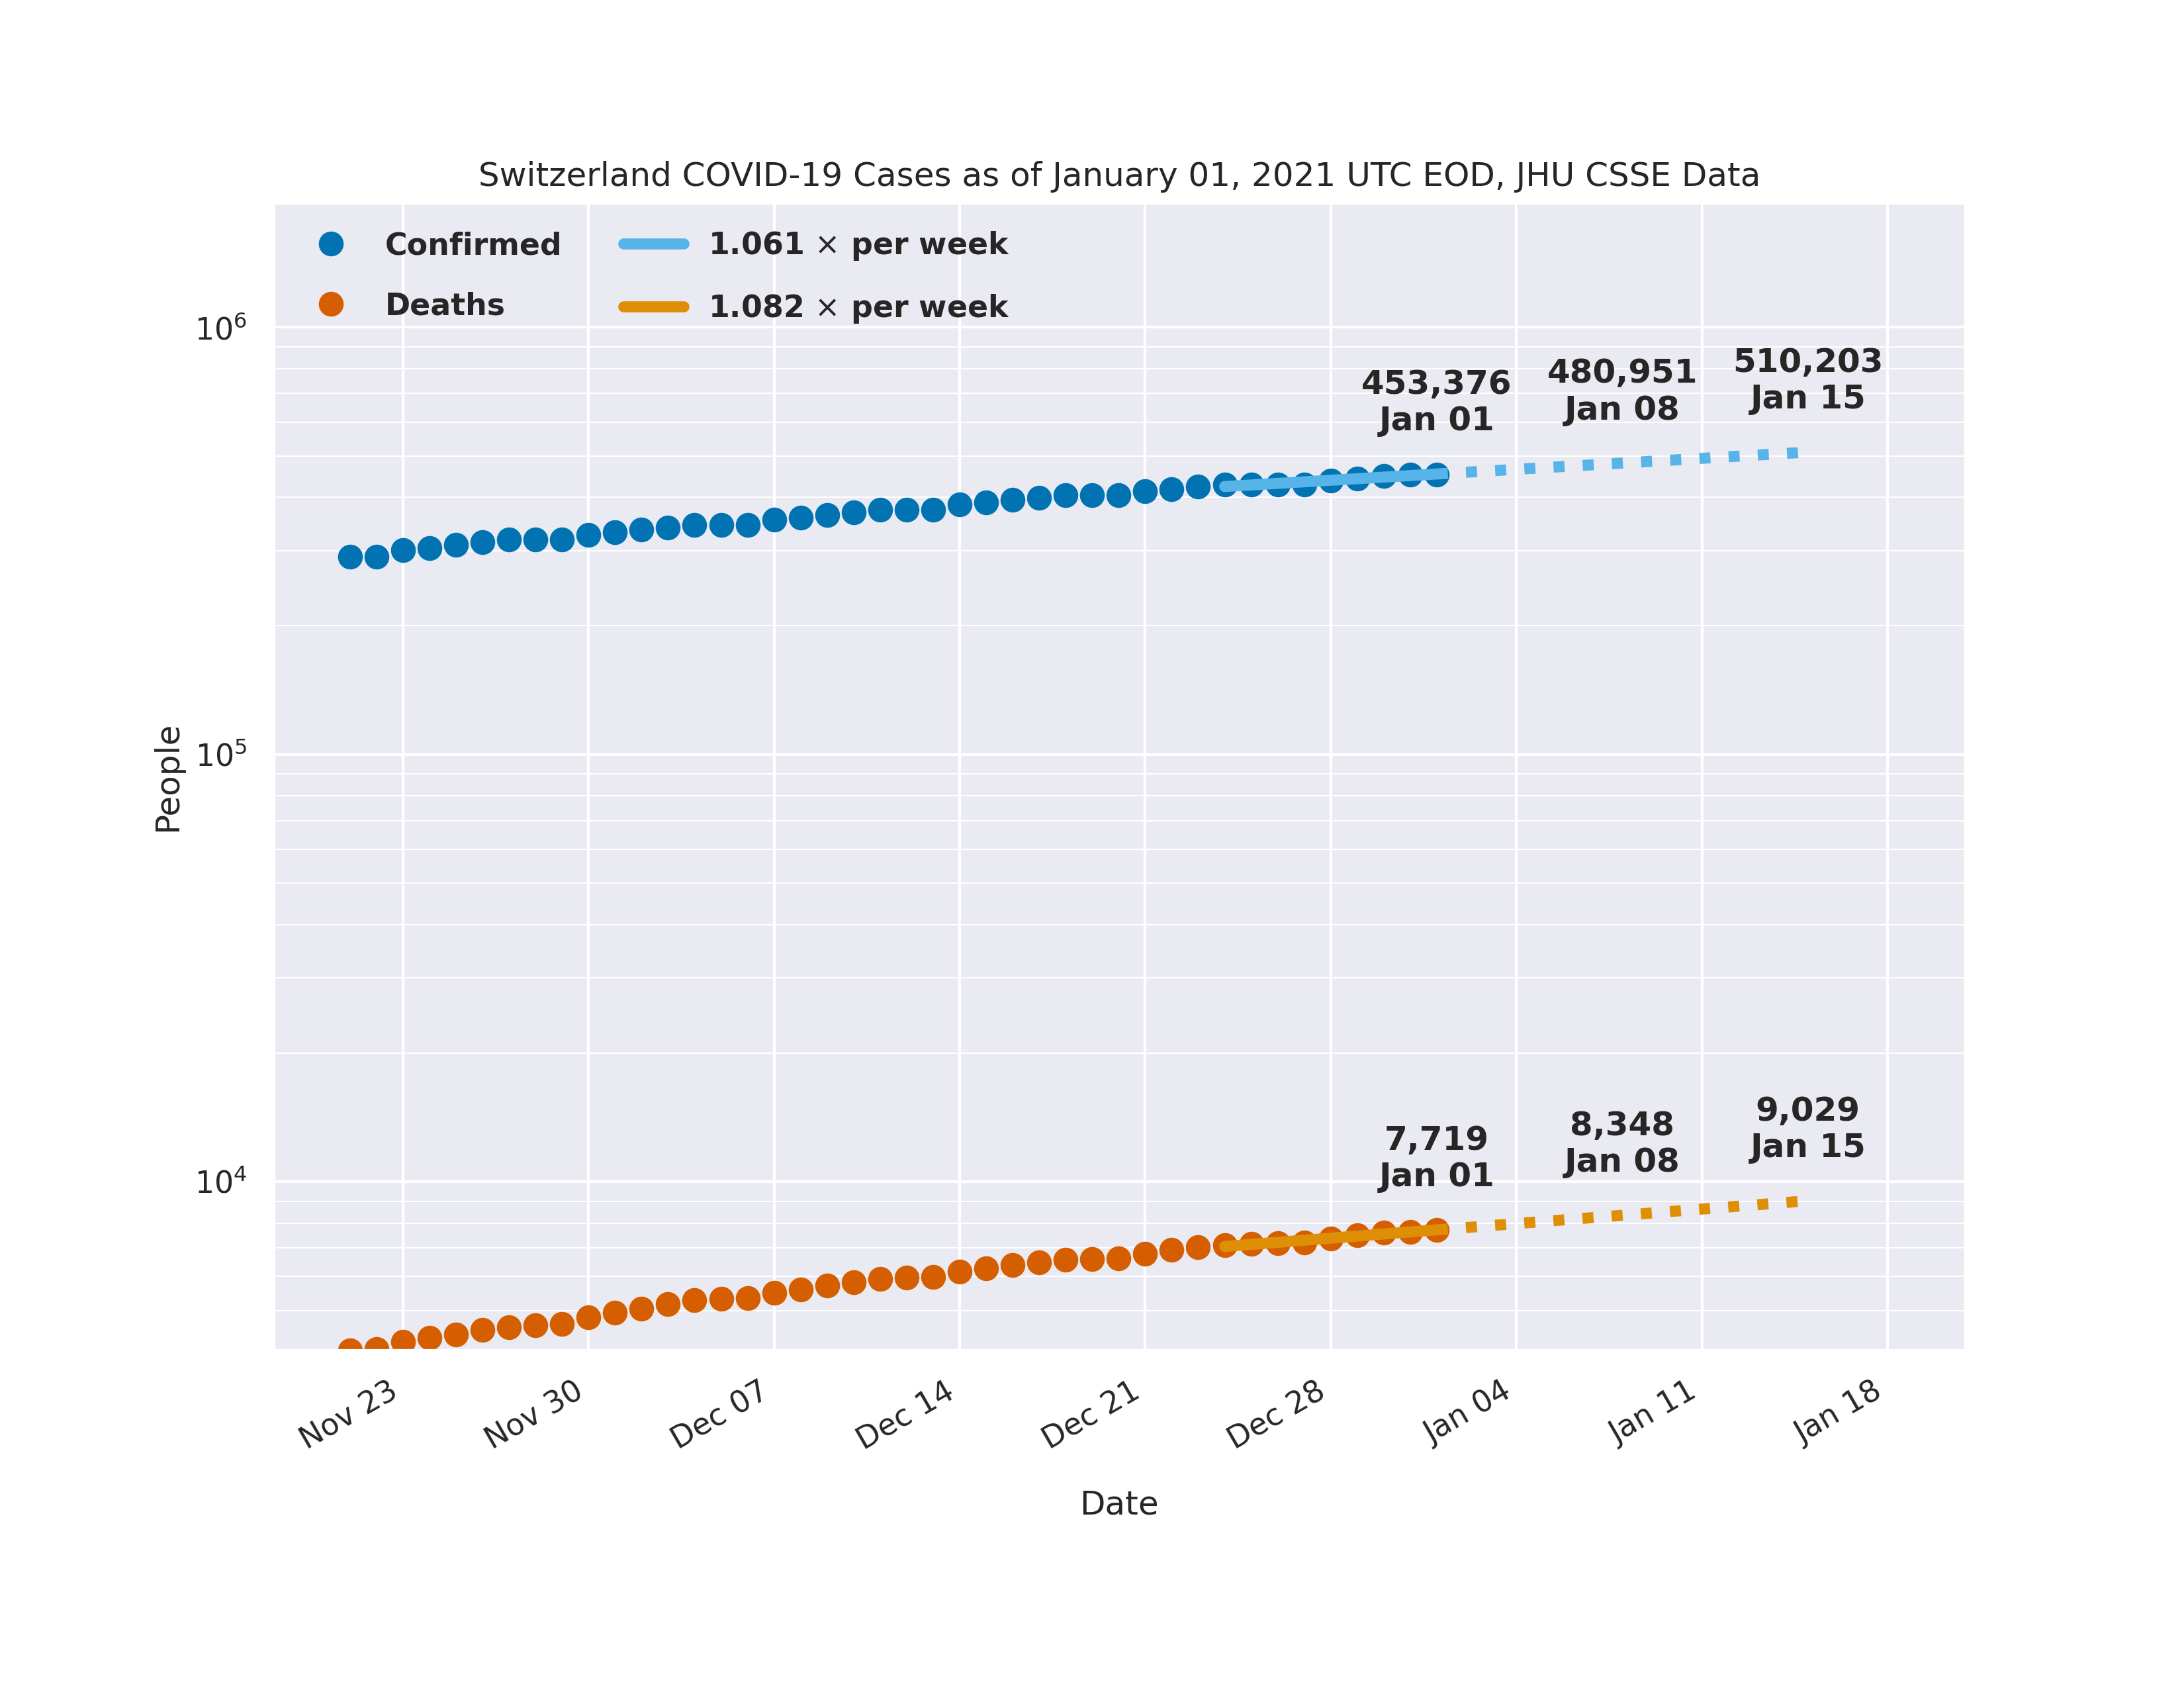 Switzerland COVID-19 Cases as of January 01, 2021 UTC EOD, JHU CSSE Data
Confirmed
Deaths
1.061 × per week
1.082 × per week
10⁶
10⁵
10⁴
People
453,376
Jan 01
480,951
Jan 08
510,203
Jan 15
7,719
Jan 01
8,348
Jan 08
9,029
Jan 15
Nov 23
Nov 30
Dec 07
Dec 14
Dec 21
Dec 28
Jan 04
Jan 11
Jan 18
Date